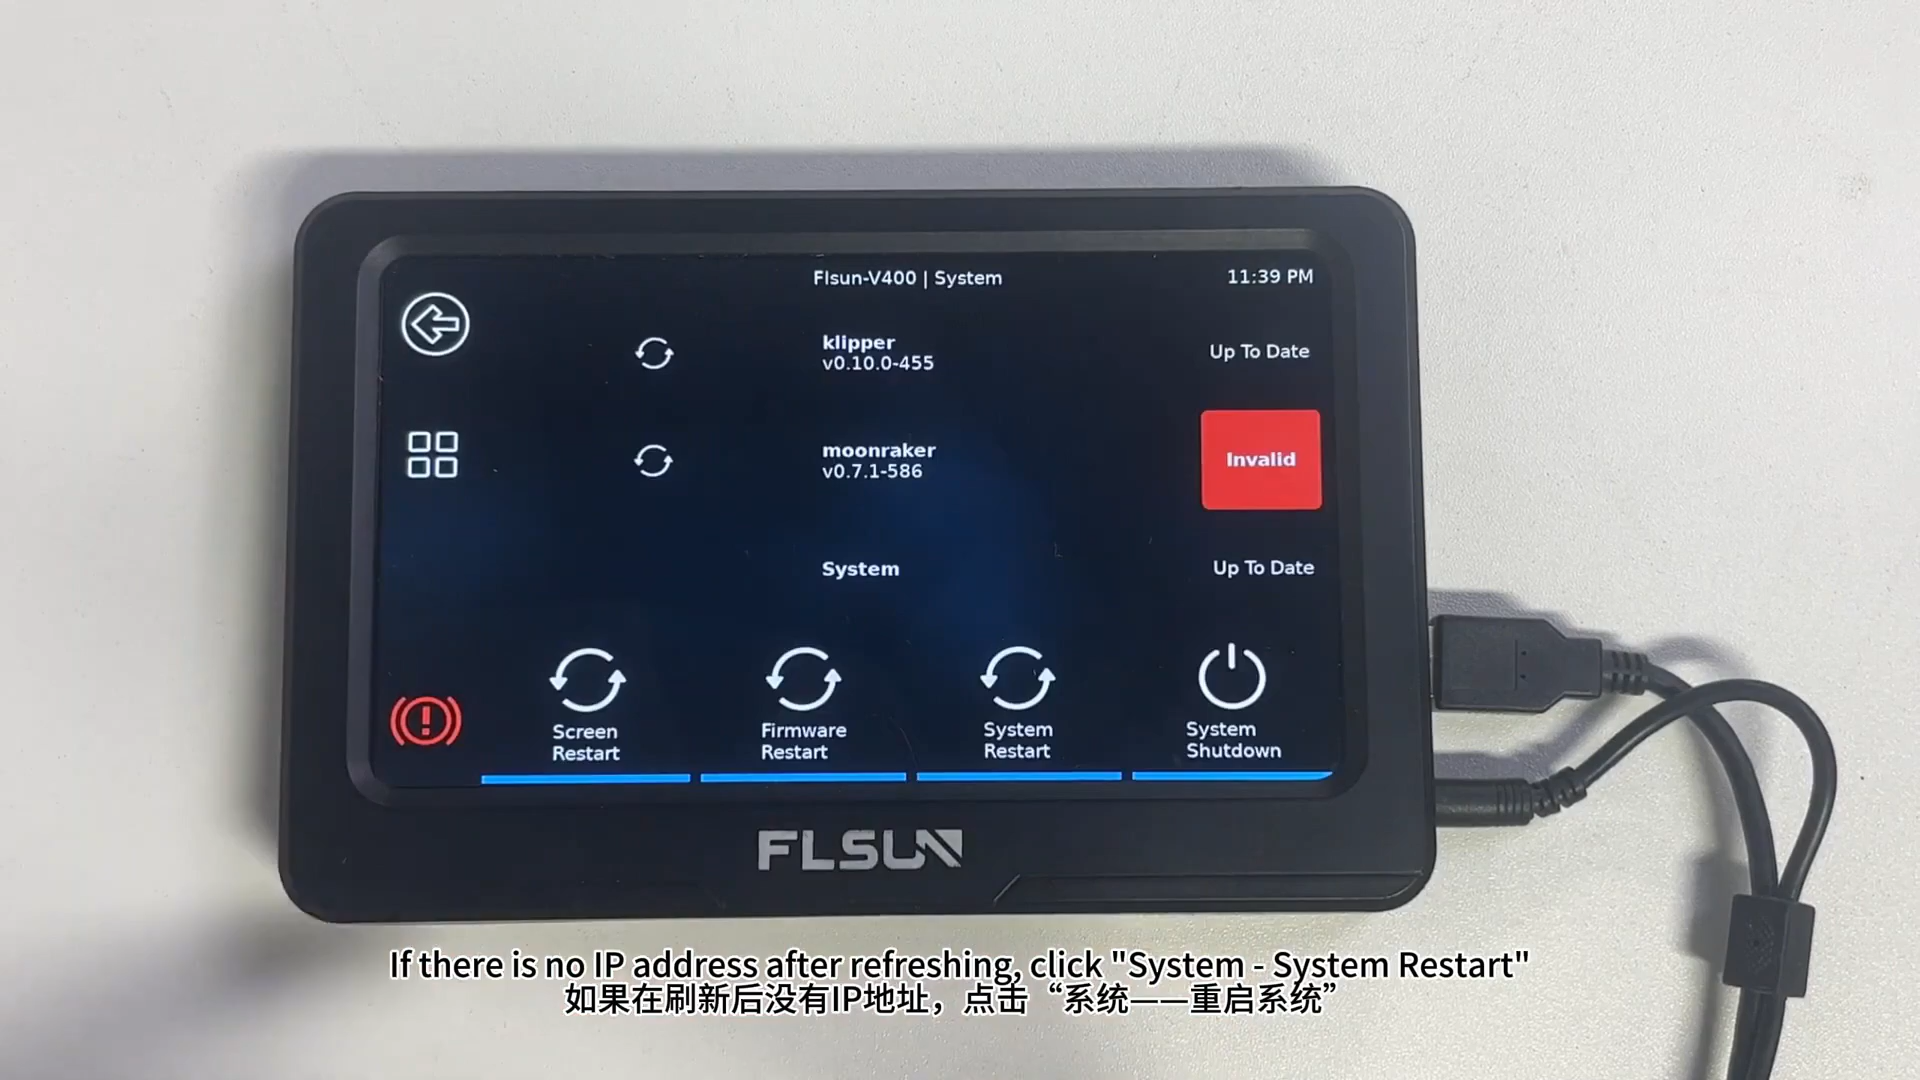 Flsun-V400 | System
11:39 PM
klipper
v0.10.0-455
Up To Date
moonraker
v0.7.1-586
Invalid
System
Up To Date
Screen
Restart
Firmware
Restart
System
Restart
System
Shutdown
FLSUN
If there is no IP address after refreshing, click "System - System Restart"
如果在刷新后没有IP地址，点击“系统——重启系统”